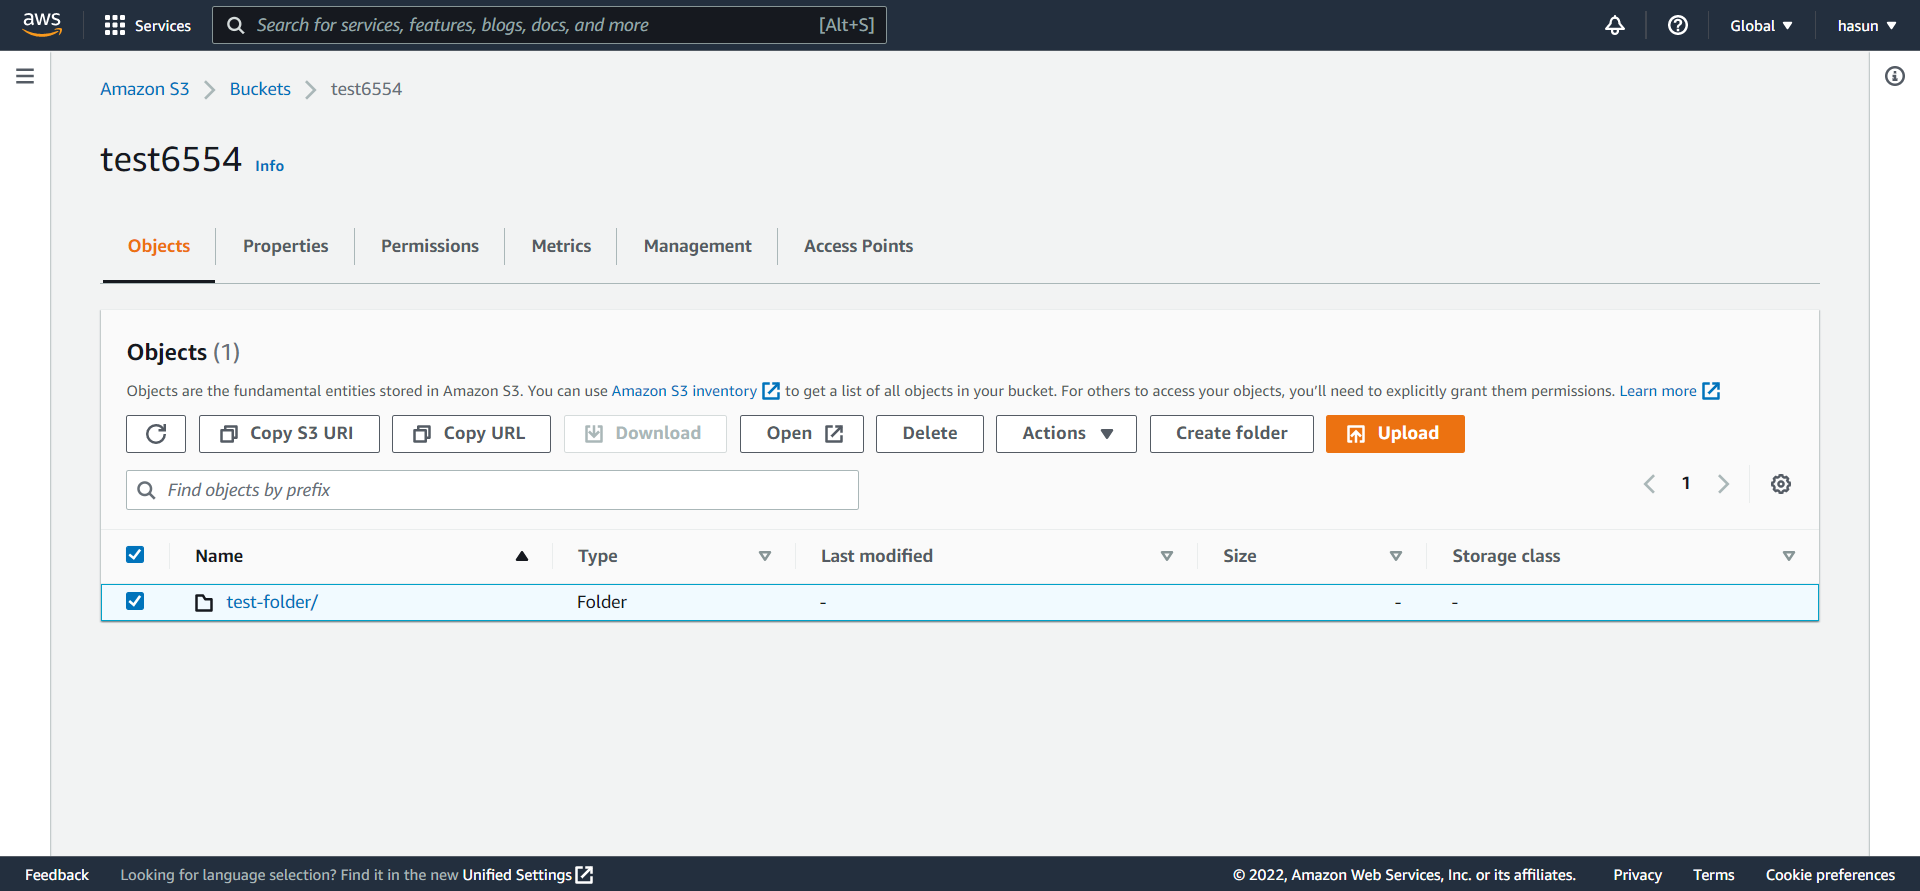 aws Services Search for services, features, blogs, docs, and more [Alt+S] Global hasun
Amazon S3 Buckets test6554
test6554 Info
Objects Properties Permissions Metrics Management Access Points
Objects (1)
Objects are the fundamental entities stored in Amazon S3. You can use Amazon S3 inventory to get a list of all objects in your bucket. For others to access your objects, you’ll need to explicitly grant them permissions. Learn more
Copy S3 URI Copy URL Download Open Delete Actions Create folder Upload
Find objects by prefix 1
Name Type Last modified Size Storage class
test-folder/ Folder - - -
Feedback Looking for language selection? Find it in the new Unified Settings © 2022, Amazon Web Services, Inc. or its affiliates. Privacy Terms Cookie preferences